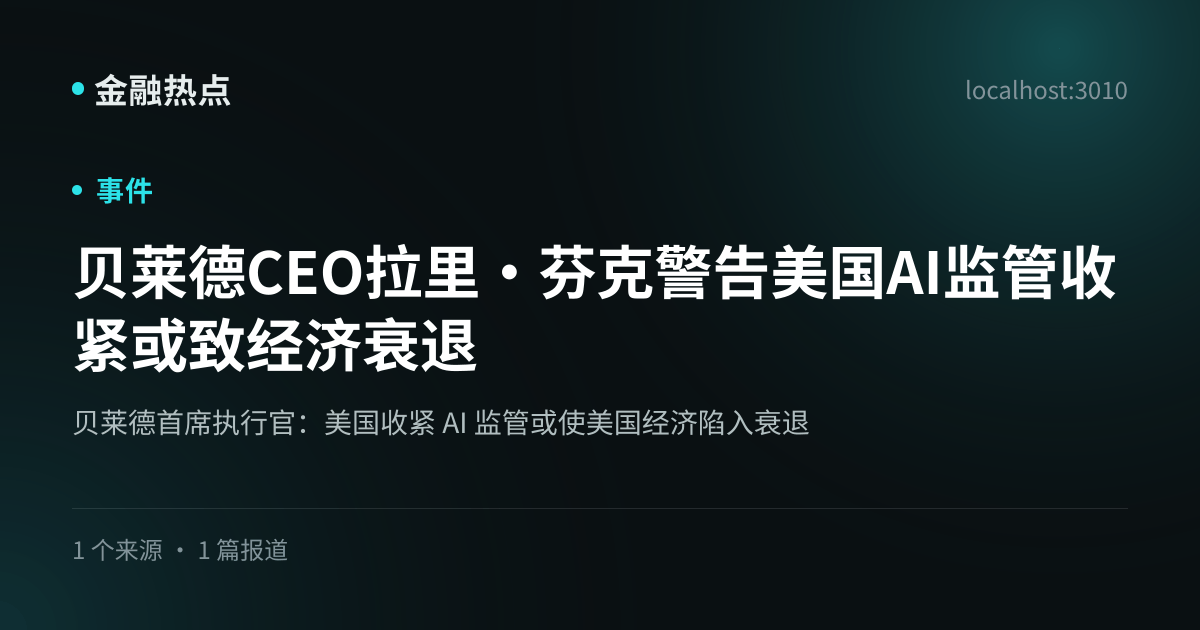 金融热点
localhost:3010
事件
贝莱德CEO拉里·芬克警告美国AI监管收
紧或致经济衰退
贝莱德首席执行官：美国收紧 AI 监管或使美国经济陷入衰退
1 个来源 · 1 篇报道